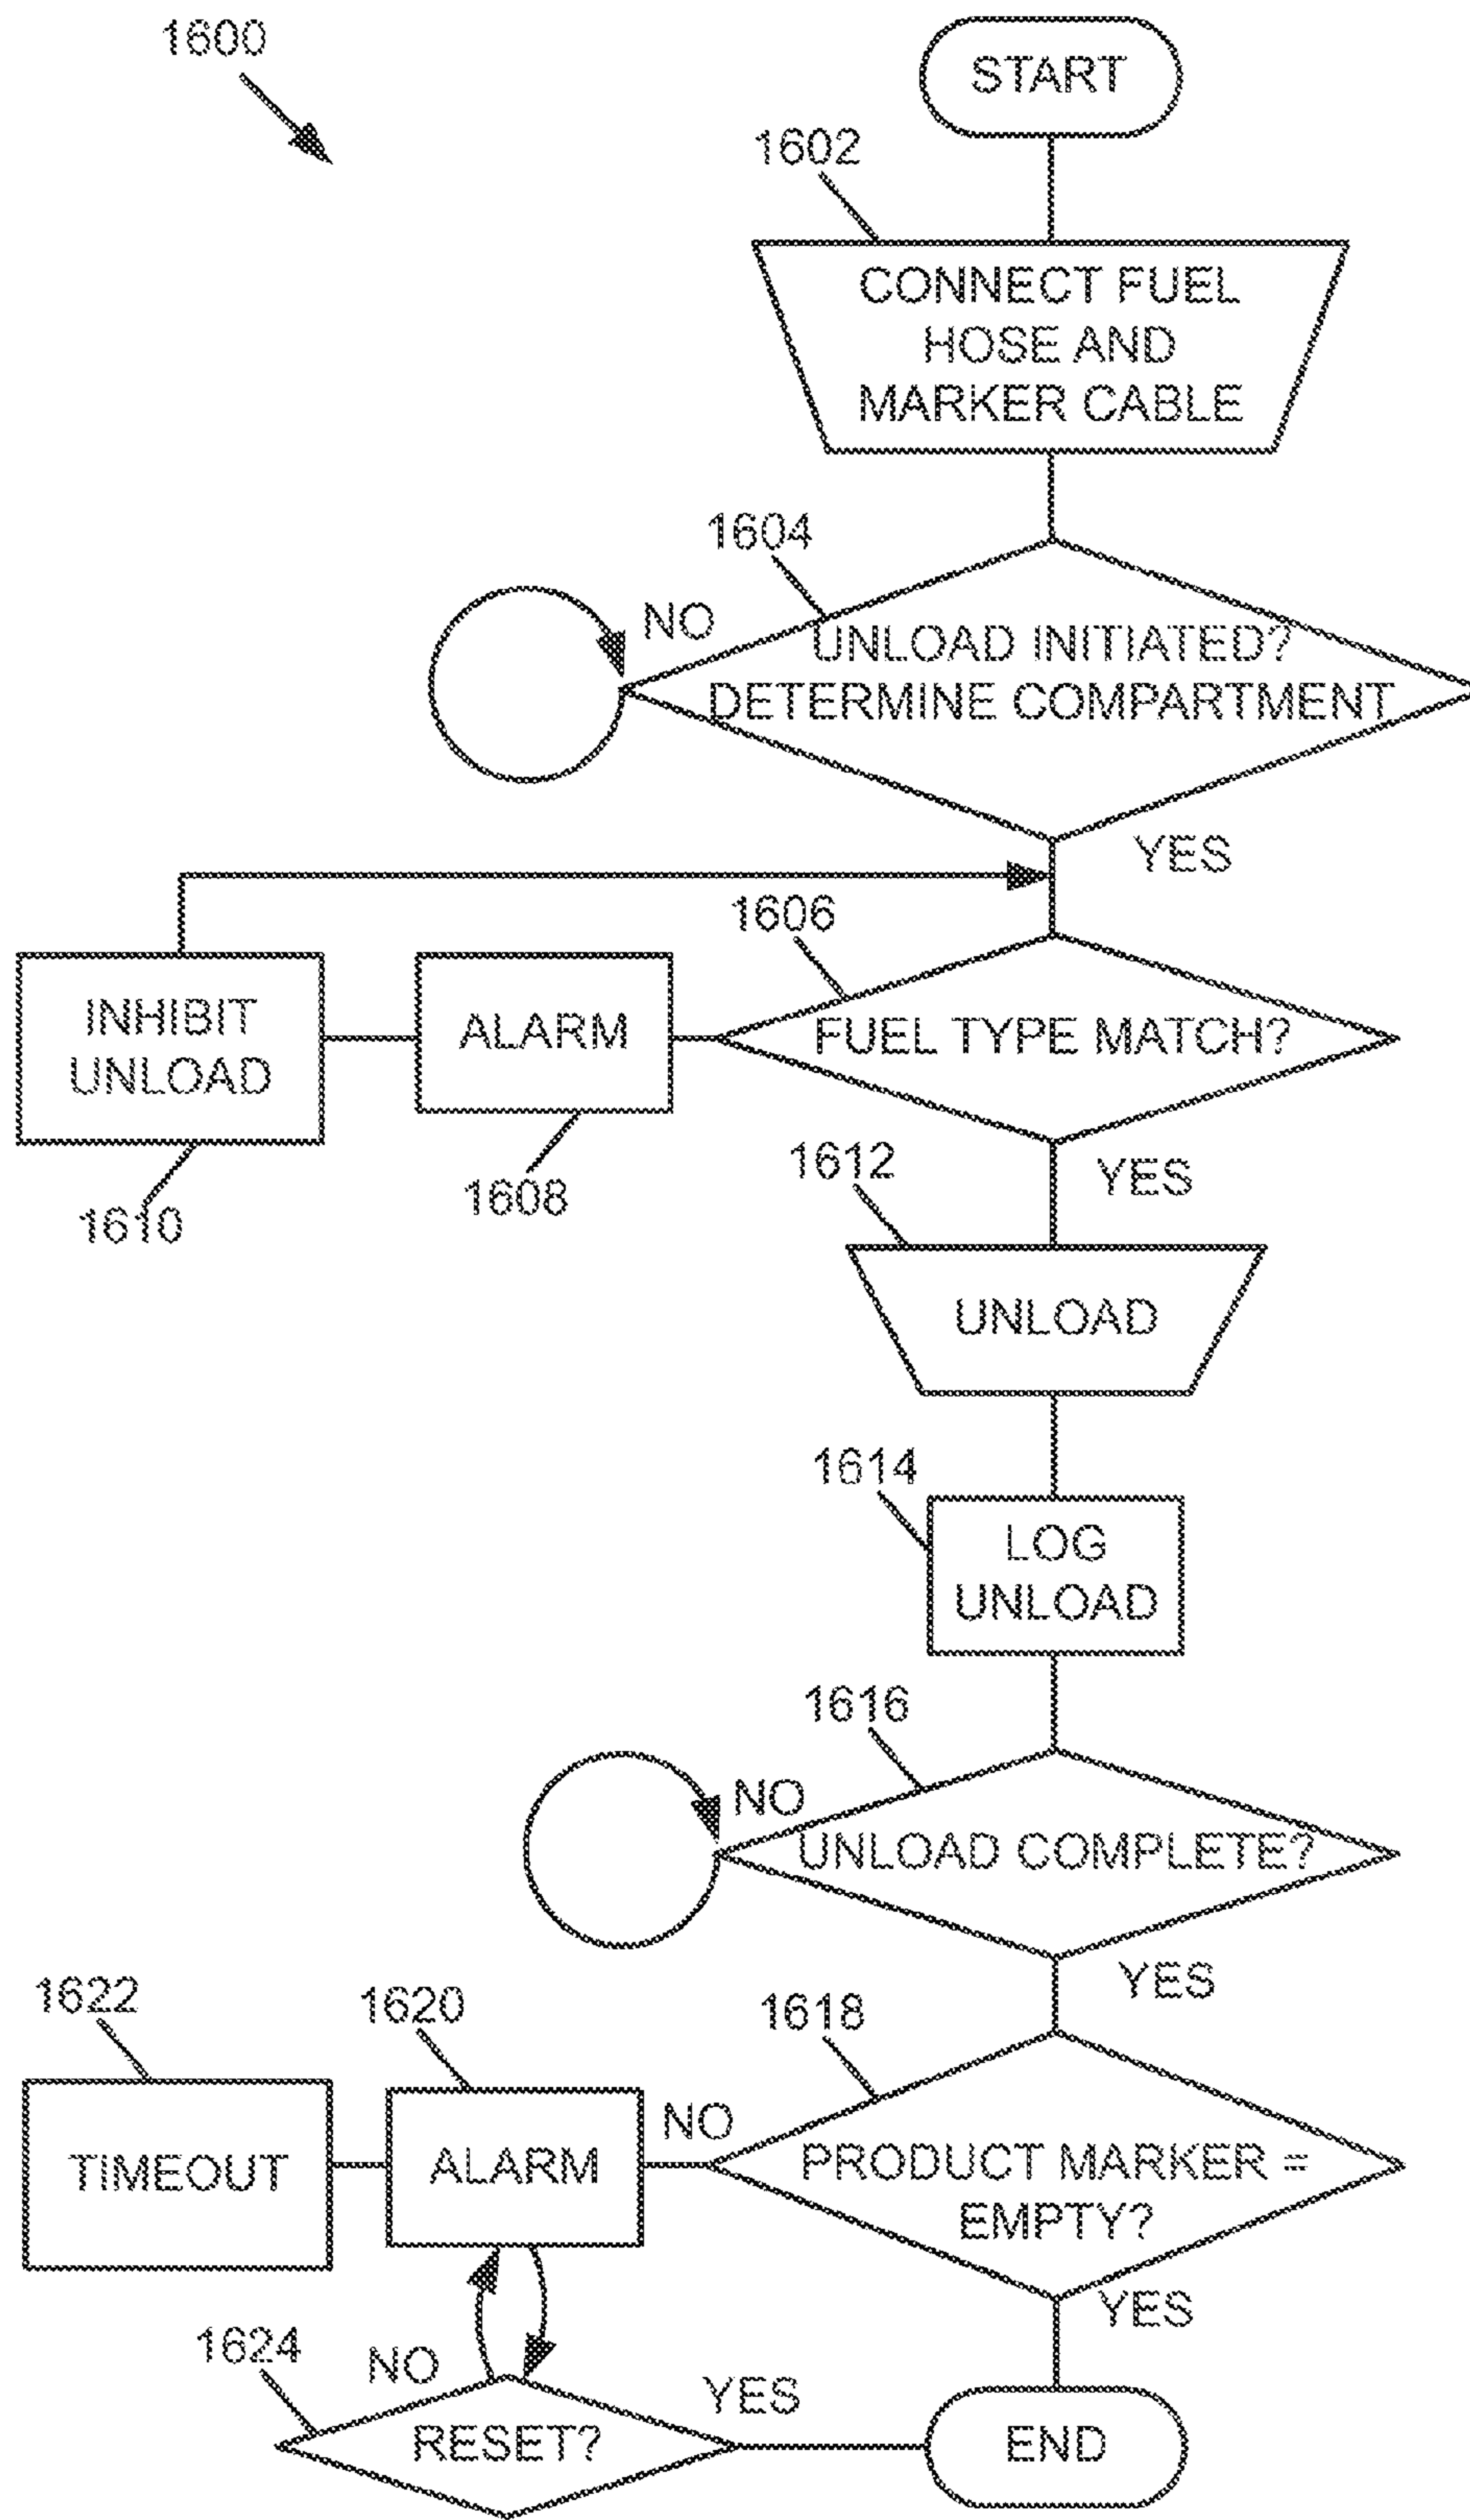 1600
START
1602
CONNECT FUEL
HOSE AND
MARKER CABLE
1604
NO
UNLOAD INITIATED?
DETERMINE COMPARTMENT
YES
1606
INHIBIT
UNLOAD
ALARM
FUEL TYPE MATCH?
1610
1608
1612
YES
UNLOAD
1614
LOG
UNLOAD
1616
NO
UNLOAD COMPLETE?
YES
1622
1620
1618
TIMEOUT
ALARM
NO
PRODUCT MARKER =
EMPTY?
YES
1624
NO
RESET?
YES
END